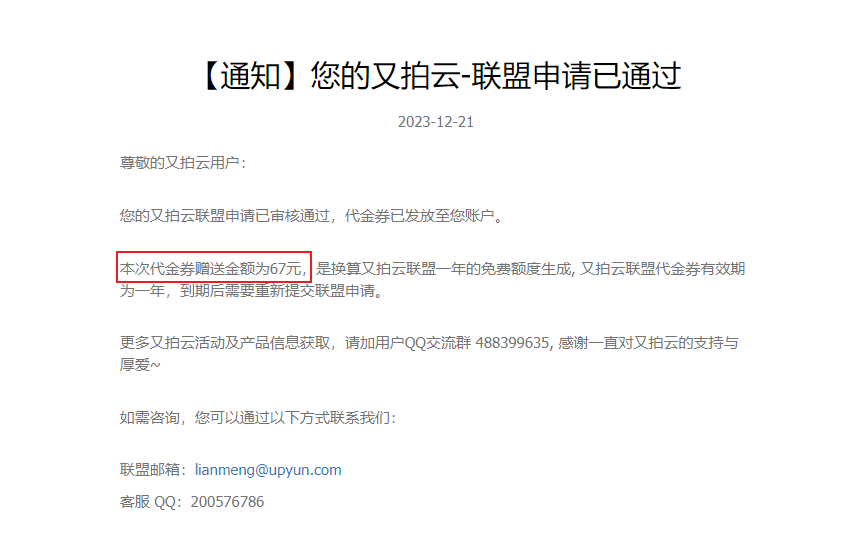 【通知】您的又拍云-联盟申请已通过
2023-12-21
尊敬的又拍云用户：
您的又拍云联盟申请已审核通过，代金券已发放至您账户。
本次代金券赠送金额为67元，是换算又拍云联盟一年的免费额度生成, 又拍云联盟代金券有效期
为一年，到期后需要重新提交联盟申请。
更多又拍云活动及产品信息获取，请加用户QQ交流群 488399635, 感谢一直对又拍云的支持与
厚爱~
如需咨询，您可以通过以下方式联系我们：
联盟邮箱：lianmeng@upyun.com
客服 QQ：200576786